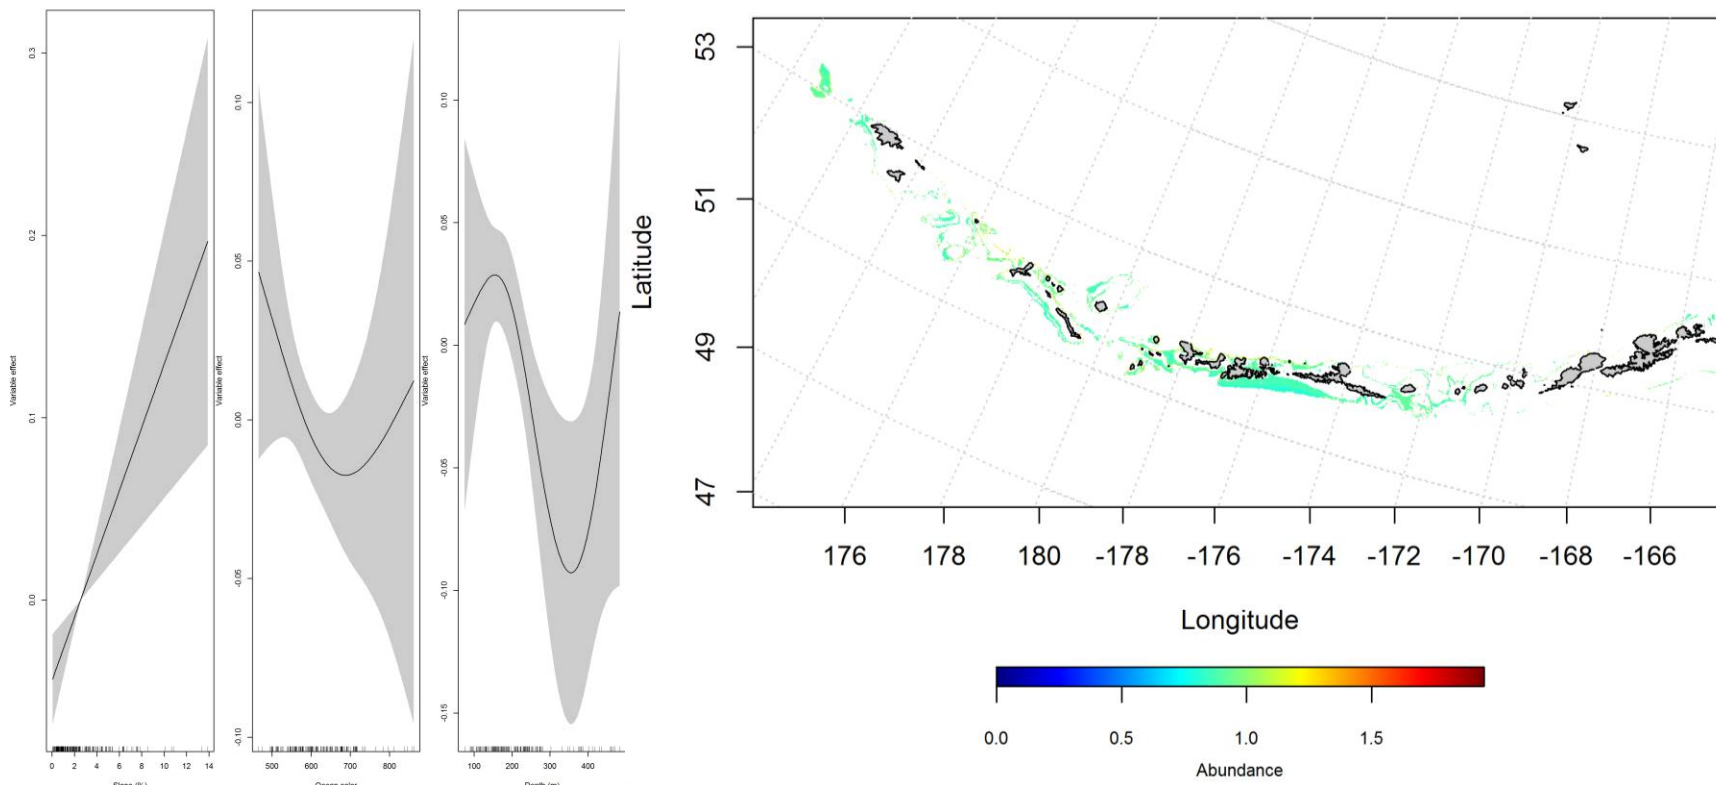 Variable effect
0.3
0.2
0.1
0.0
0 2 4 6 8 10 12 14
Slope (%)
Variable effect
0.10
0.05
0.00
-0.05
-0.10
500 600 700 800
Ocean color
Variable effect
0.10
0.05
0.00
-0.05
-0.10
-0.15
100 200 300 400
Depth (m)
Latitude
53
51
49
47
176 178 180 -178 -176 -174 -172 -170 -168 -166
Longitude
0.0 0.5 1.0 1.5
Abundance